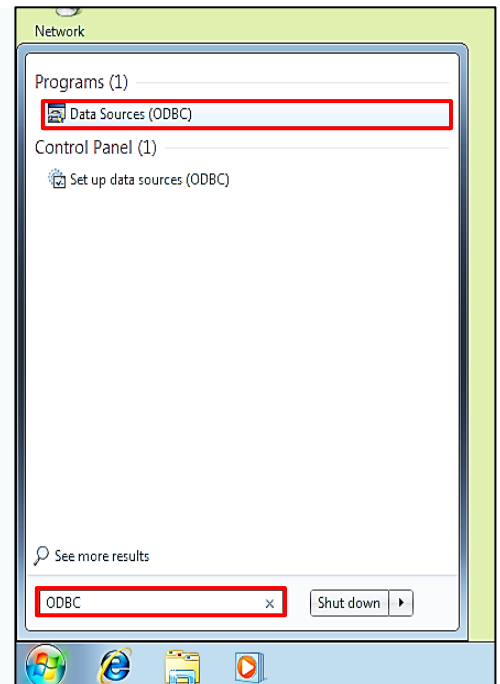 Network
Programs (1)
Data Sources (ODBC)
Control Panel (1)
Set up data sources (ODBC)
See more results
ODBC
Shut down